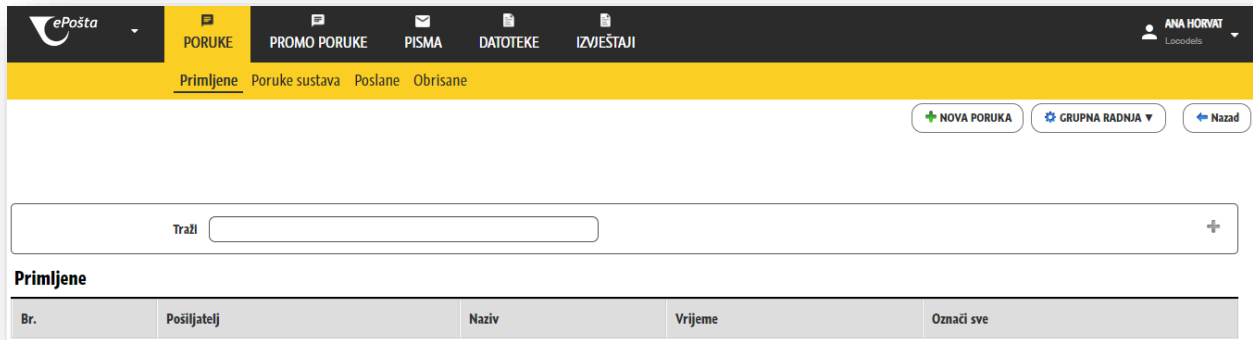 ePošta
PORUKE PROMO PORUKE PISMA DATOTEKE IZVJEŠTAJI
ANA HORVAT
Locodels
Primljene Poruke sustava Poslane Obrisane
NOVA PORUKA GRUPNA RADNJA ▼ Nazad
Traži
Primljene
Br. Pošiljatelj Naziv Vrijeme Označi sve